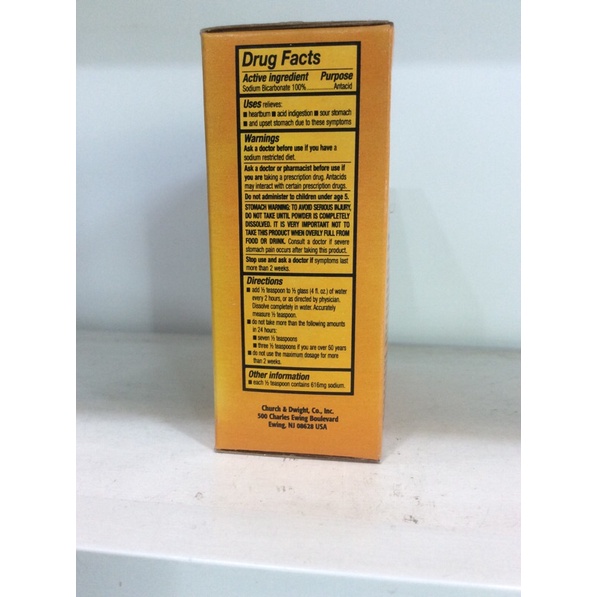 Drug Facts
Active ingredient Purpose
Sodium Bicarbonate 100%..........Antacid
Uses relieves:
■ heartburn ■ acid indigestion ■ sour stomach
■ and upset stomach due to these symptoms
Warnings
Ask a doctor before use if you have a
sodium restricted diet.
Ask a doctor or pharmacist before use if
you are taking a prescription drug. Antacids
may interact with certain prescription drugs.
Do not administer to children under age 5.
STOMACH WARNING: TO AVOID SERIOUS INJURY,
DO NOT TAKE UNTIL POWDER IS COMPLETELY
DISSOLVED. IT IS VERY IMPORTANT NOT TO
TAKE THIS PRODUCT WHEN OVERLY FULL FROM
FOOD OR DRINK. Consult a doctor if severe
stomach pain occurs after taking this product.
Stop use and ask a doctor if symptoms last
more than 2 weeks.
Directions
■ add ½ teaspoon to ½ glass (4 fl. oz.) of water
every 2 hours, or as directed by physician.
Dissolve completely in water. Accurately
measure ½ teaspoon.
■ do not take more than the following amounts
in 24 hours:
■ seven ½ teaspoons
■ three ½ teaspoons if you are over 60 years
■ do not use the maximum dosage for more
than 2 weeks.
Other information
■ each ½ teaspoon contains 616mg sodium.
Church & Dwight, Co., Inc.
500 Charles Ewing Boulevard
Ewing, NJ 08628 USA